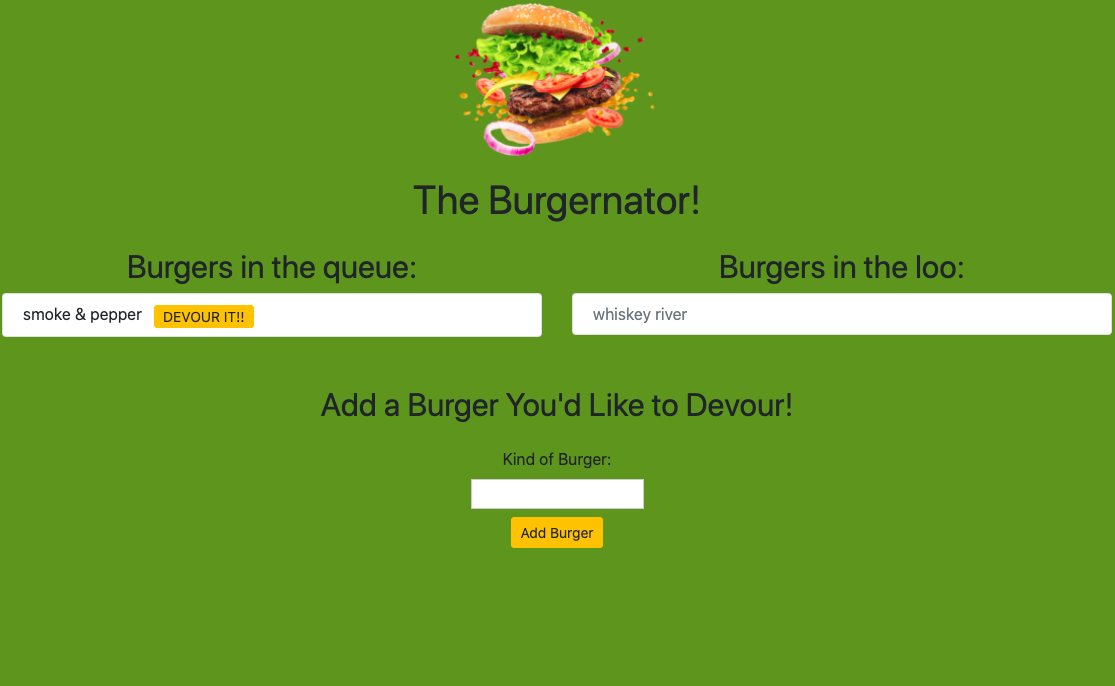 The Burgernator!
Burgers in the queue:
smoke & pepper DEVOUR IT!!
Burgers in the loo:
whiskey river
Add a Burger You'd Like to Devour!
Kind of Burger:
Add Burger